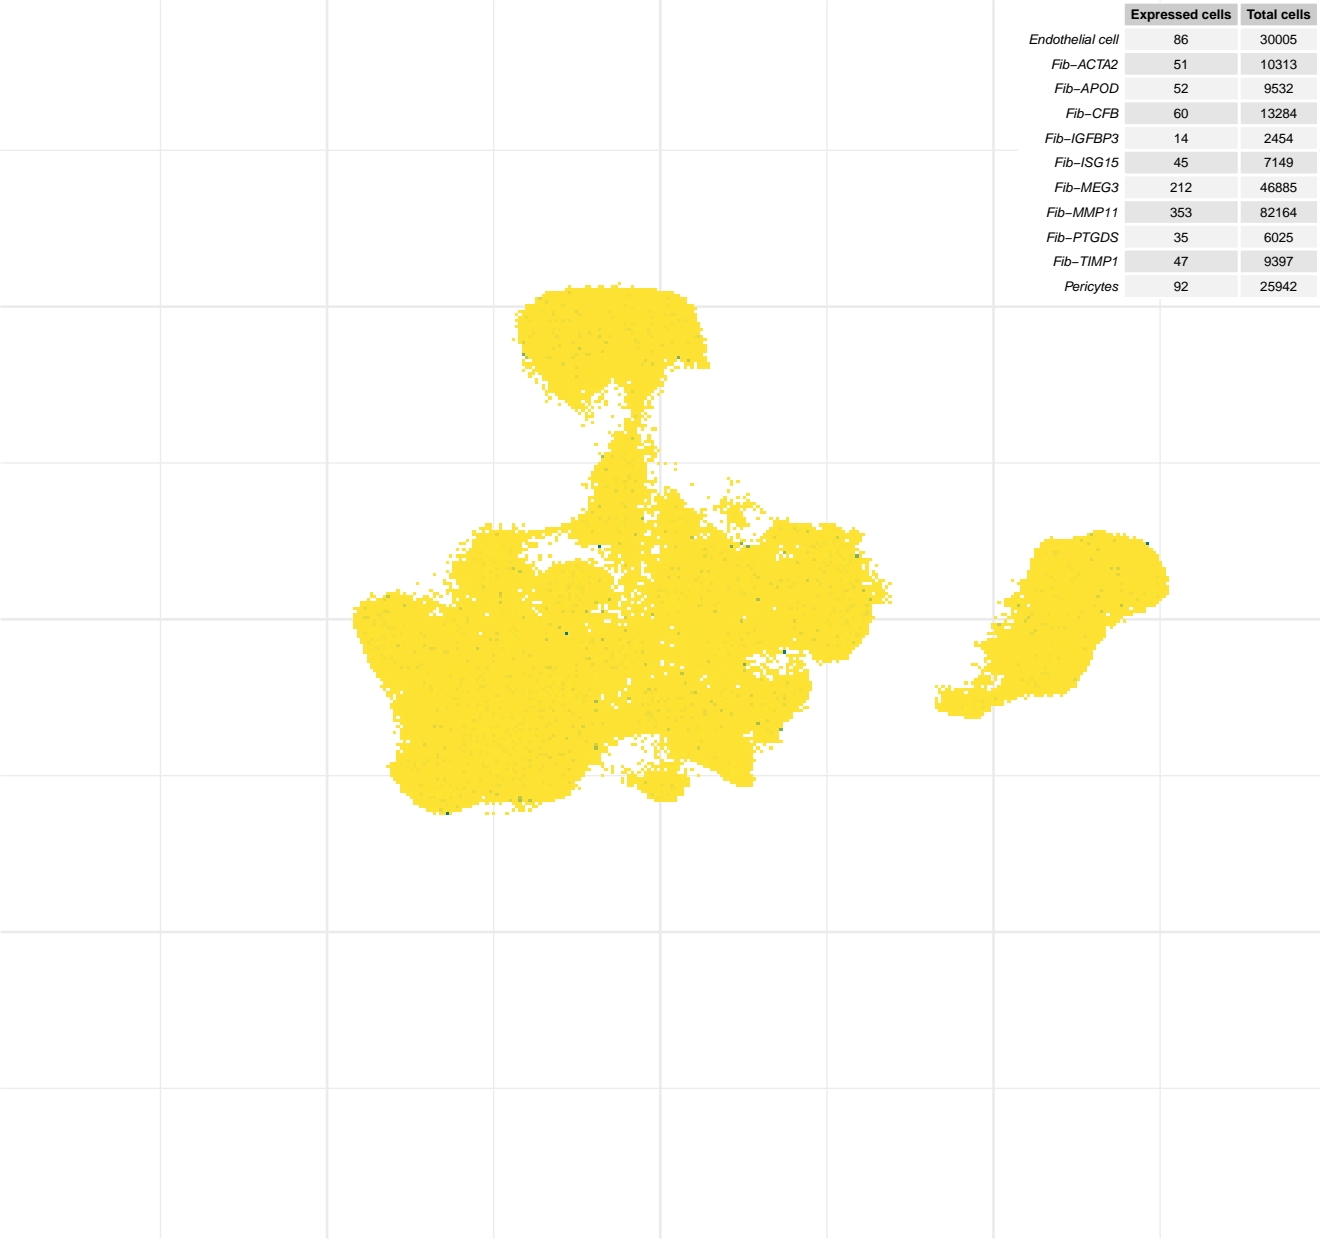 Expressed cells Total cells
Endothelial cell 86 30005
Fib−ACTA2 51 10313
Fib−APOD 52 9532
Fib−CFB 60 13284
Fib−IGFBP3 14 2454
Fib−ISG15 45 7149
Fib−MEG3 212 46885
Fib−MMP11 353 82164
Fib−PTGDS 35 6025
Fib−TIMP1 47 9397
Pericytes 92 25942